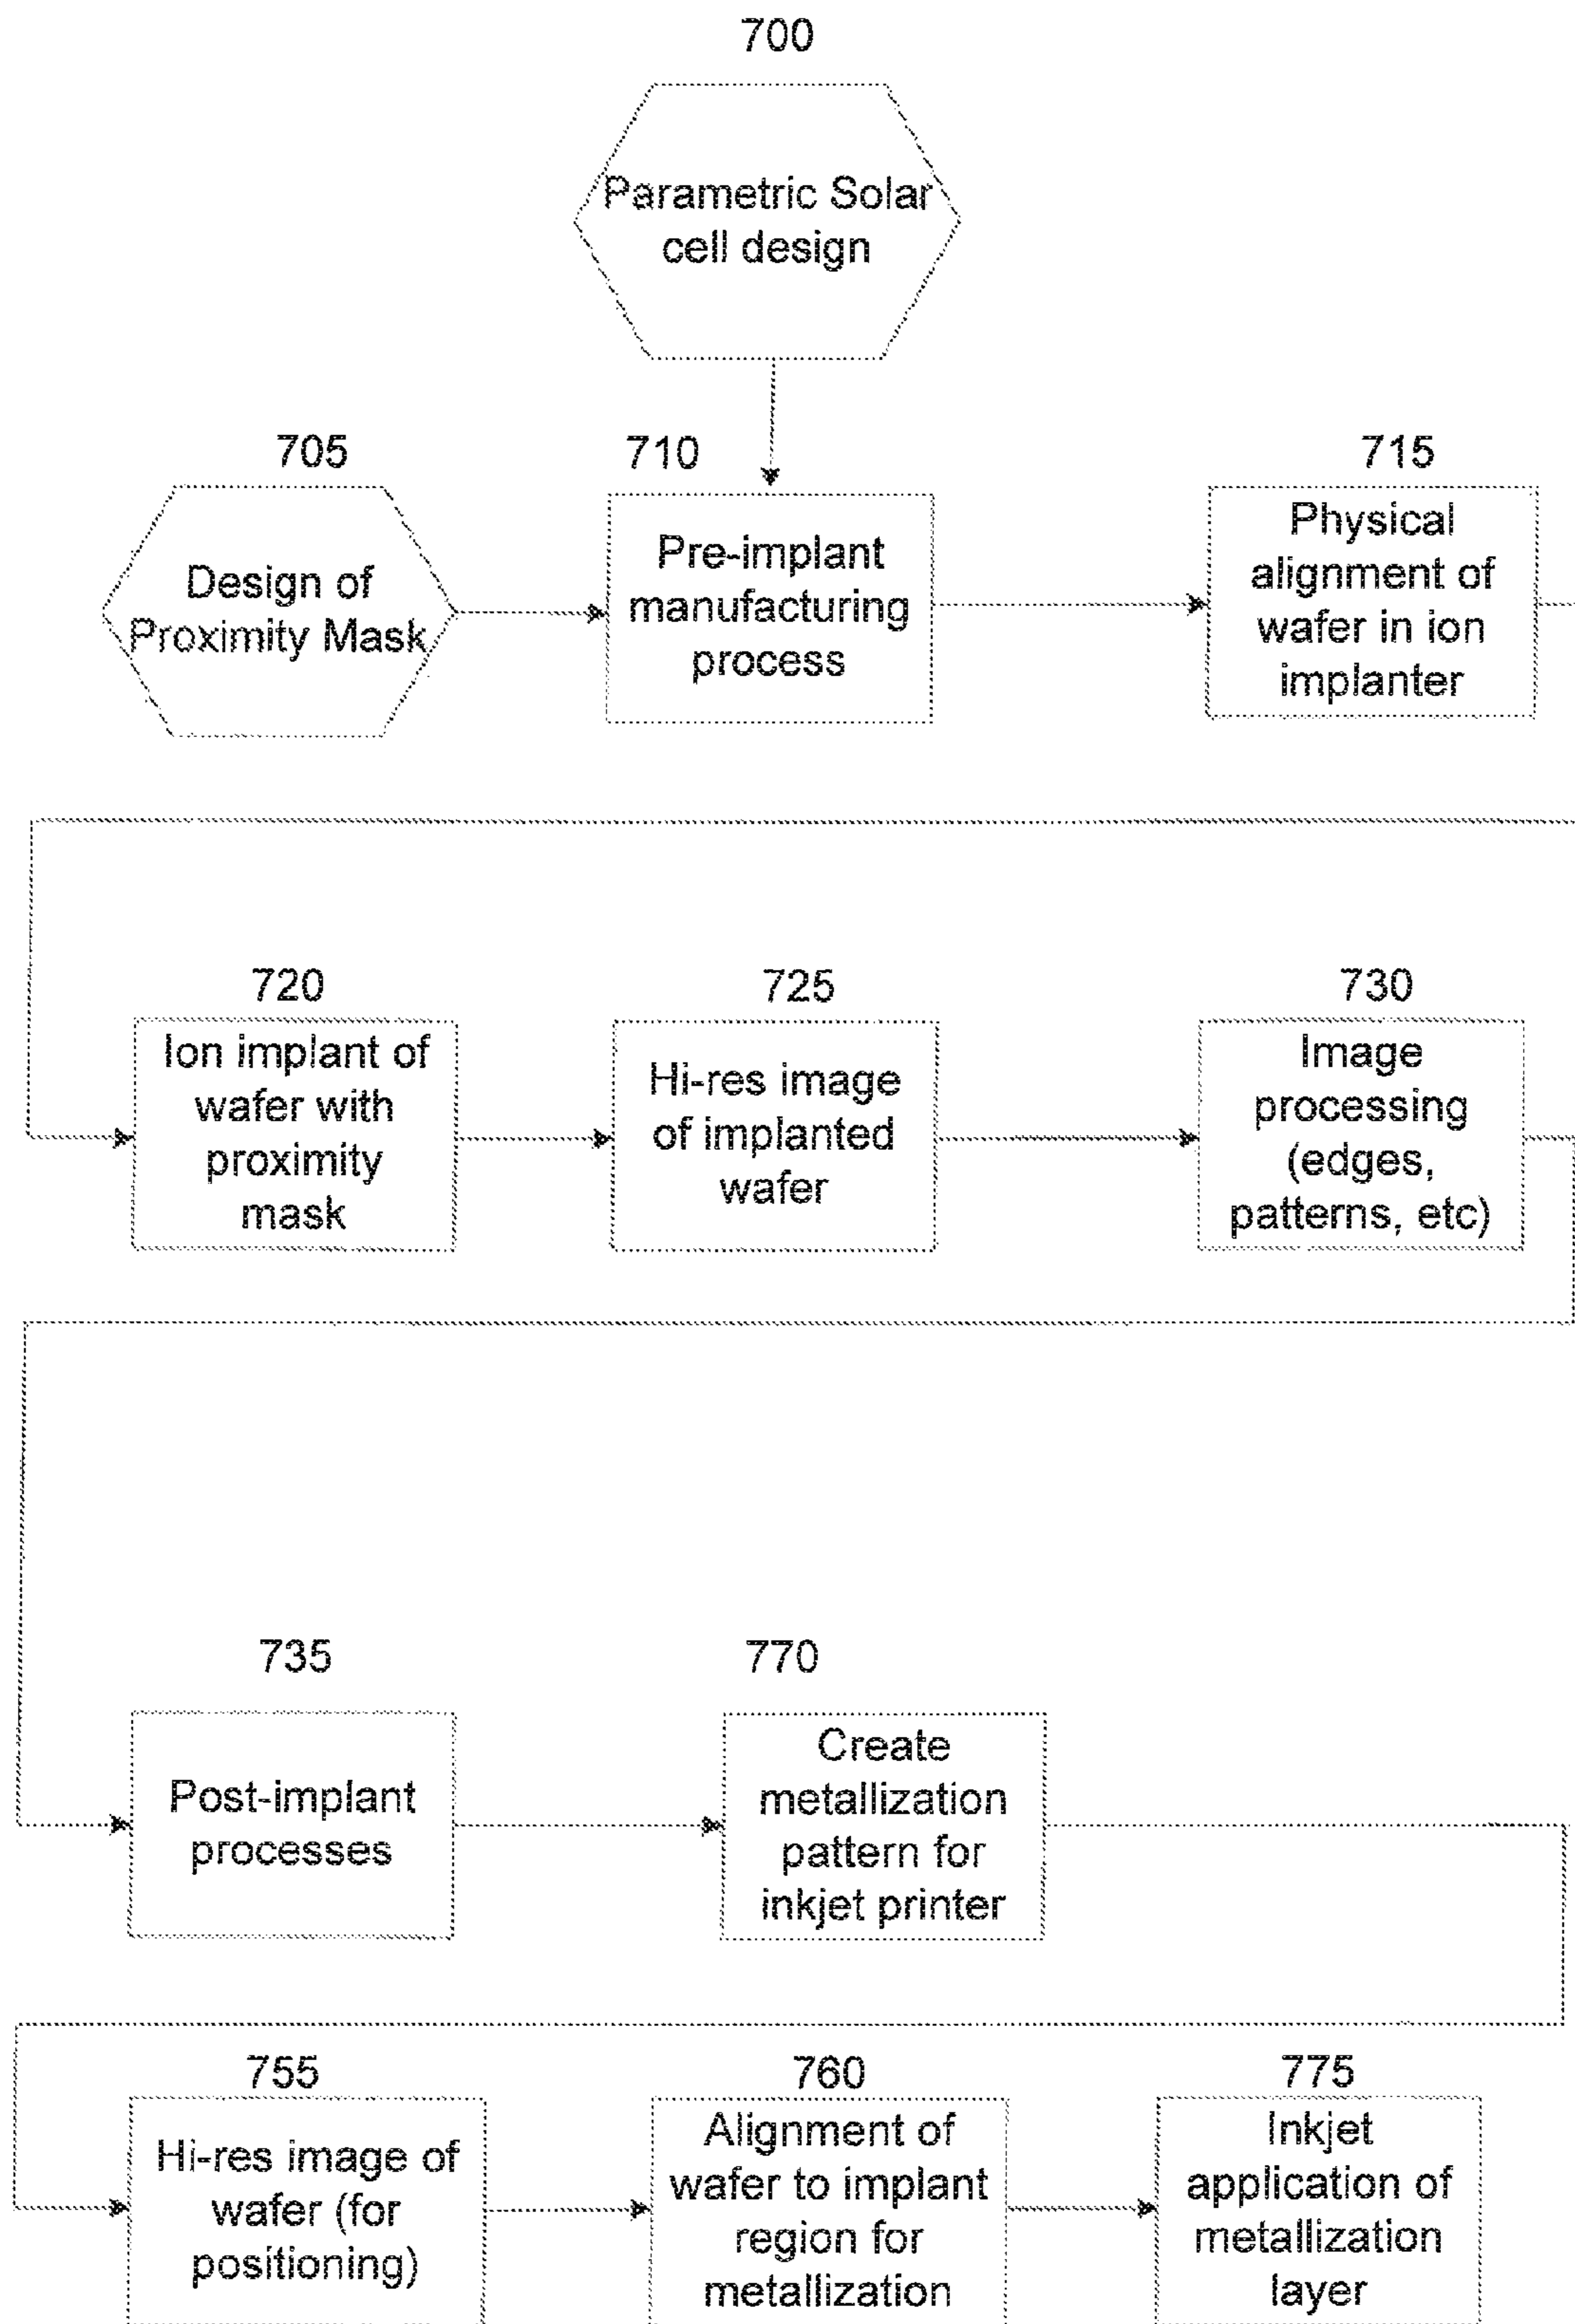 700
Parametric Solar
cell design
705
Design of
Proximity Mask
710
Pre-implant
manufacturing
process
715
Physical
alignment of
wafer in ion
implanter
720
Ion implant of
wafer with
proximity
mask
725
Hi-res image
of implanted
wafer
730
Image
processing
(edges,
patterns, etc)
735
Post-implant
processes
770
Create
metallization
pattern for
inkjet printer
755
Hi-res image of
wafer (for
positioning)
760
Alignment of
wafer to implant
region for
metallization
775
Inkjet
application of
metallization
layer